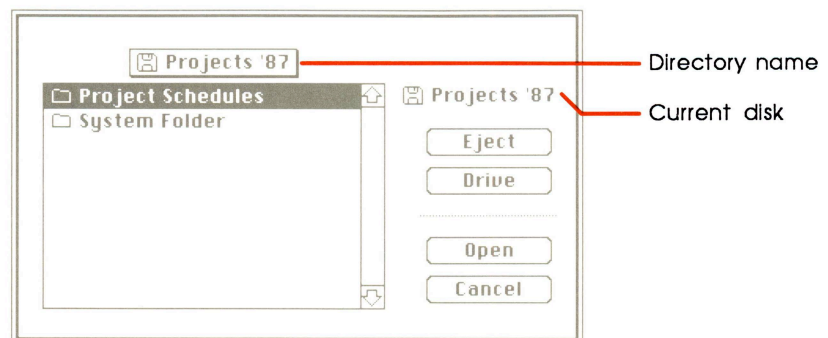 Projects '87
Directory name
Project Schedules
System Folder
Projects '87
Current disk
Eject
Drive
Open
Cancel